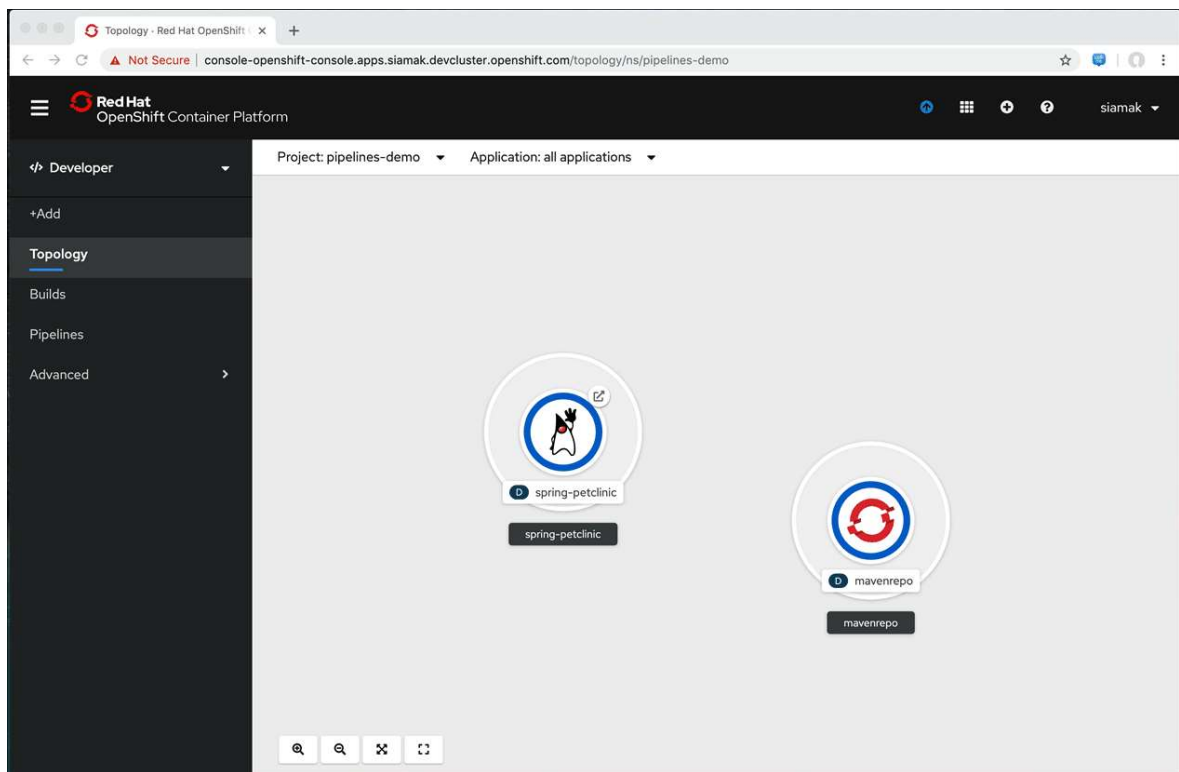 Topology · Red Hat OpenShift
Not Secure | console-openshift-console.apps.siamak.devcluster.openshift.com/topology/ns/pipelines-demo
Red Hat
OpenShift Container Platform
siamak
</> Developer
Project: pipelines-demo Application: all applications
+Add
Topology
Builds
Pipelines
Advanced
D spring-petclinic
spring-petclinic
D mavenrepo
mavenrepo